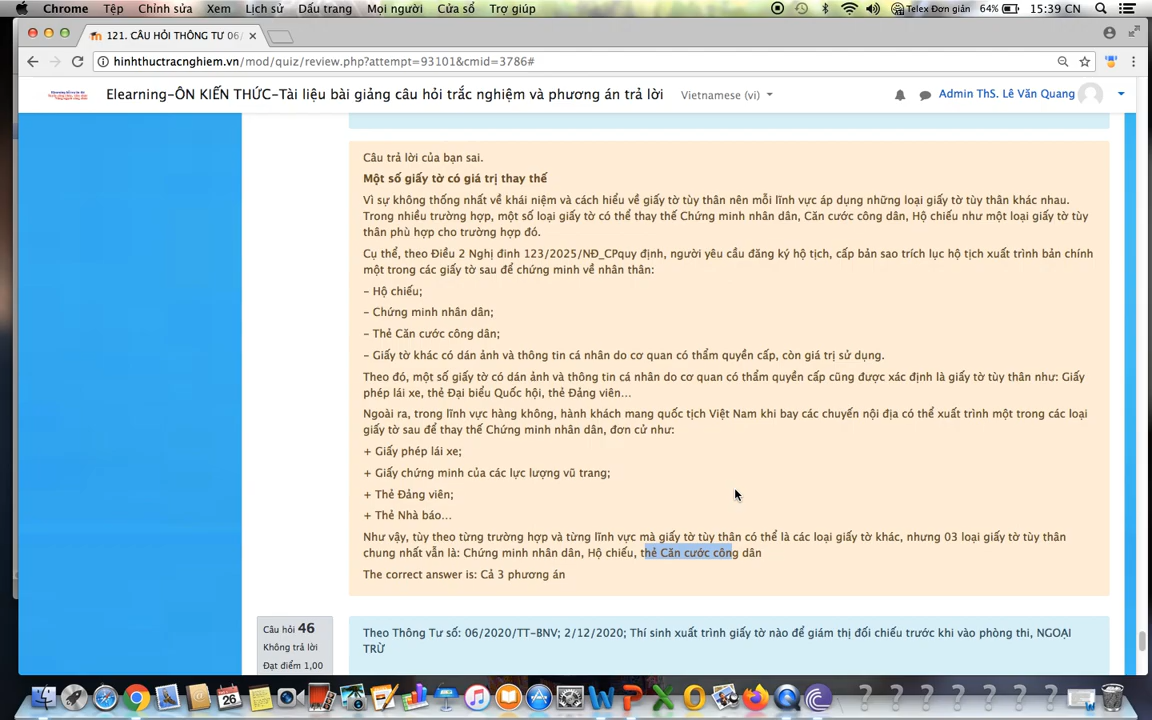 Chrome Tệp Chỉnh sửa Xem Lịch sử Dấu trang Mọi người Cửa sổ Trợ giúp Telex Đơn giản 64% 15:39 CN
121. CÂU HỎI THÔNG TƯ 06/
hinhthuctracnghiem.vn/mod/quiz/review.php?attempt=93101&cmid=3786#
Elearning-ÔN KIẾN THỨC-Tài liệu bài giảng câu hỏi trắc nghiệm và phương án trả lời Vietnamese (vi) Admin ThS. Lê Văn Quang
Câu trả lời của bạn sai.
Một số giấy tờ có giá trị thay thế
Vì sự không thống nhất về khái niệm và cách hiểu về giấy tờ tùy thân nên mỗi lĩnh vực áp dụng những loại giấy tờ tùy thân khác nhau.
Trong nhiều trường hợp, một số loại giấy tờ có thể thay thế Chứng minh nhân dân, Căn cước công dân, Hộ chiếu như một loại giấy tờ tùy
thân phù hợp cho trường hợp đó.
Cụ thể, theo Điều 2 Nghị đinh 123/2025/NĐ_CPquy định, người yêu cầu đăng ký hộ tịch, cấp bản sao trích lục hộ tịch xuất trình bản chính
một trong các giấy tờ sau để chứng minh về nhân thân:
– Hộ chiếu;
– Chứng minh nhân dân;
– Thẻ Căn cước công dân;
– Giấy tờ khác có dán ảnh và thông tin cá nhân do cơ quan có thẩm quyền cấp, còn giá trị sử dụng.
Theo đó, một số giấy tờ có dán ảnh và thông tin cá nhân do cơ quan có thẩm quyền cấp cũng được xác định là giấy tờ tùy thân như: Giấy
phép lái xe, thẻ Đại biểu Quốc hội, thẻ Đảng viên...
Ngoài ra, trong lĩnh vực hàng không, hành khách mang quốc tịch Việt Nam khi bay các chuyến nội địa có thể xuất trình một trong các loại
giấy tờ sau để thay thế Chứng minh nhân dân, đơn cử như:
+ Giấy phép lái xe;
+ Giấy chứng minh của các lực lượng vũ trang;
+ Thẻ Đảng viên;
+ Thẻ Nhà báo...
Như vậy, tùy theo từng trường hợp và từng lĩnh vực mà giấy tờ tùy thân có thể là các loại giấy tờ khác, nhưng 03 loại giấy tờ tùy thân
chung nhất vẫn là: Chứng minh nhân dân, Hộ chiếu, thẻ Căn cước công dân
The correct answer is: Cả 3 phương án
Câu hỏi 46
Không trả lời
Đạt điểm 1,00
Theo Thông Tư số: 06/2020/TT-BNV; 2/12/2020; Thí sinh xuất trình giấy tờ nào để giám thị đối chiếu trước khi vào phòng thi, NGOẠI
TRỪ